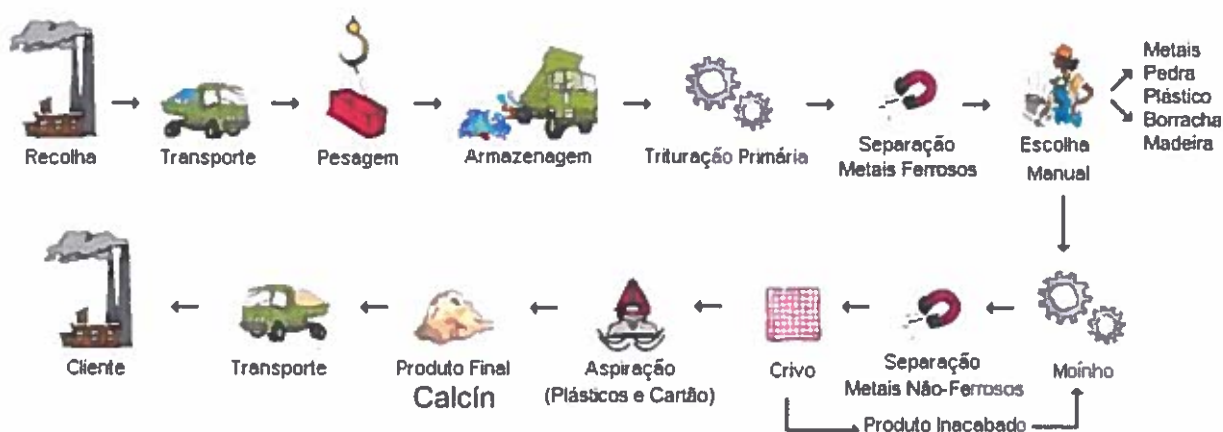 Recolha
Transporte
Pesagem
Armazenagem
Trituração Primária
Separação
Metais Ferrosos
Escolha
Manual
Metais
Pedra
Plástico
Borracha
Madeira
Cliente
Transporte
Produto Final
Calcín
Aspiração
(Plásticos e Cartão)
Crivo
Separação
Metais Não-Ferrosos
Moínho
Produto Inacabado